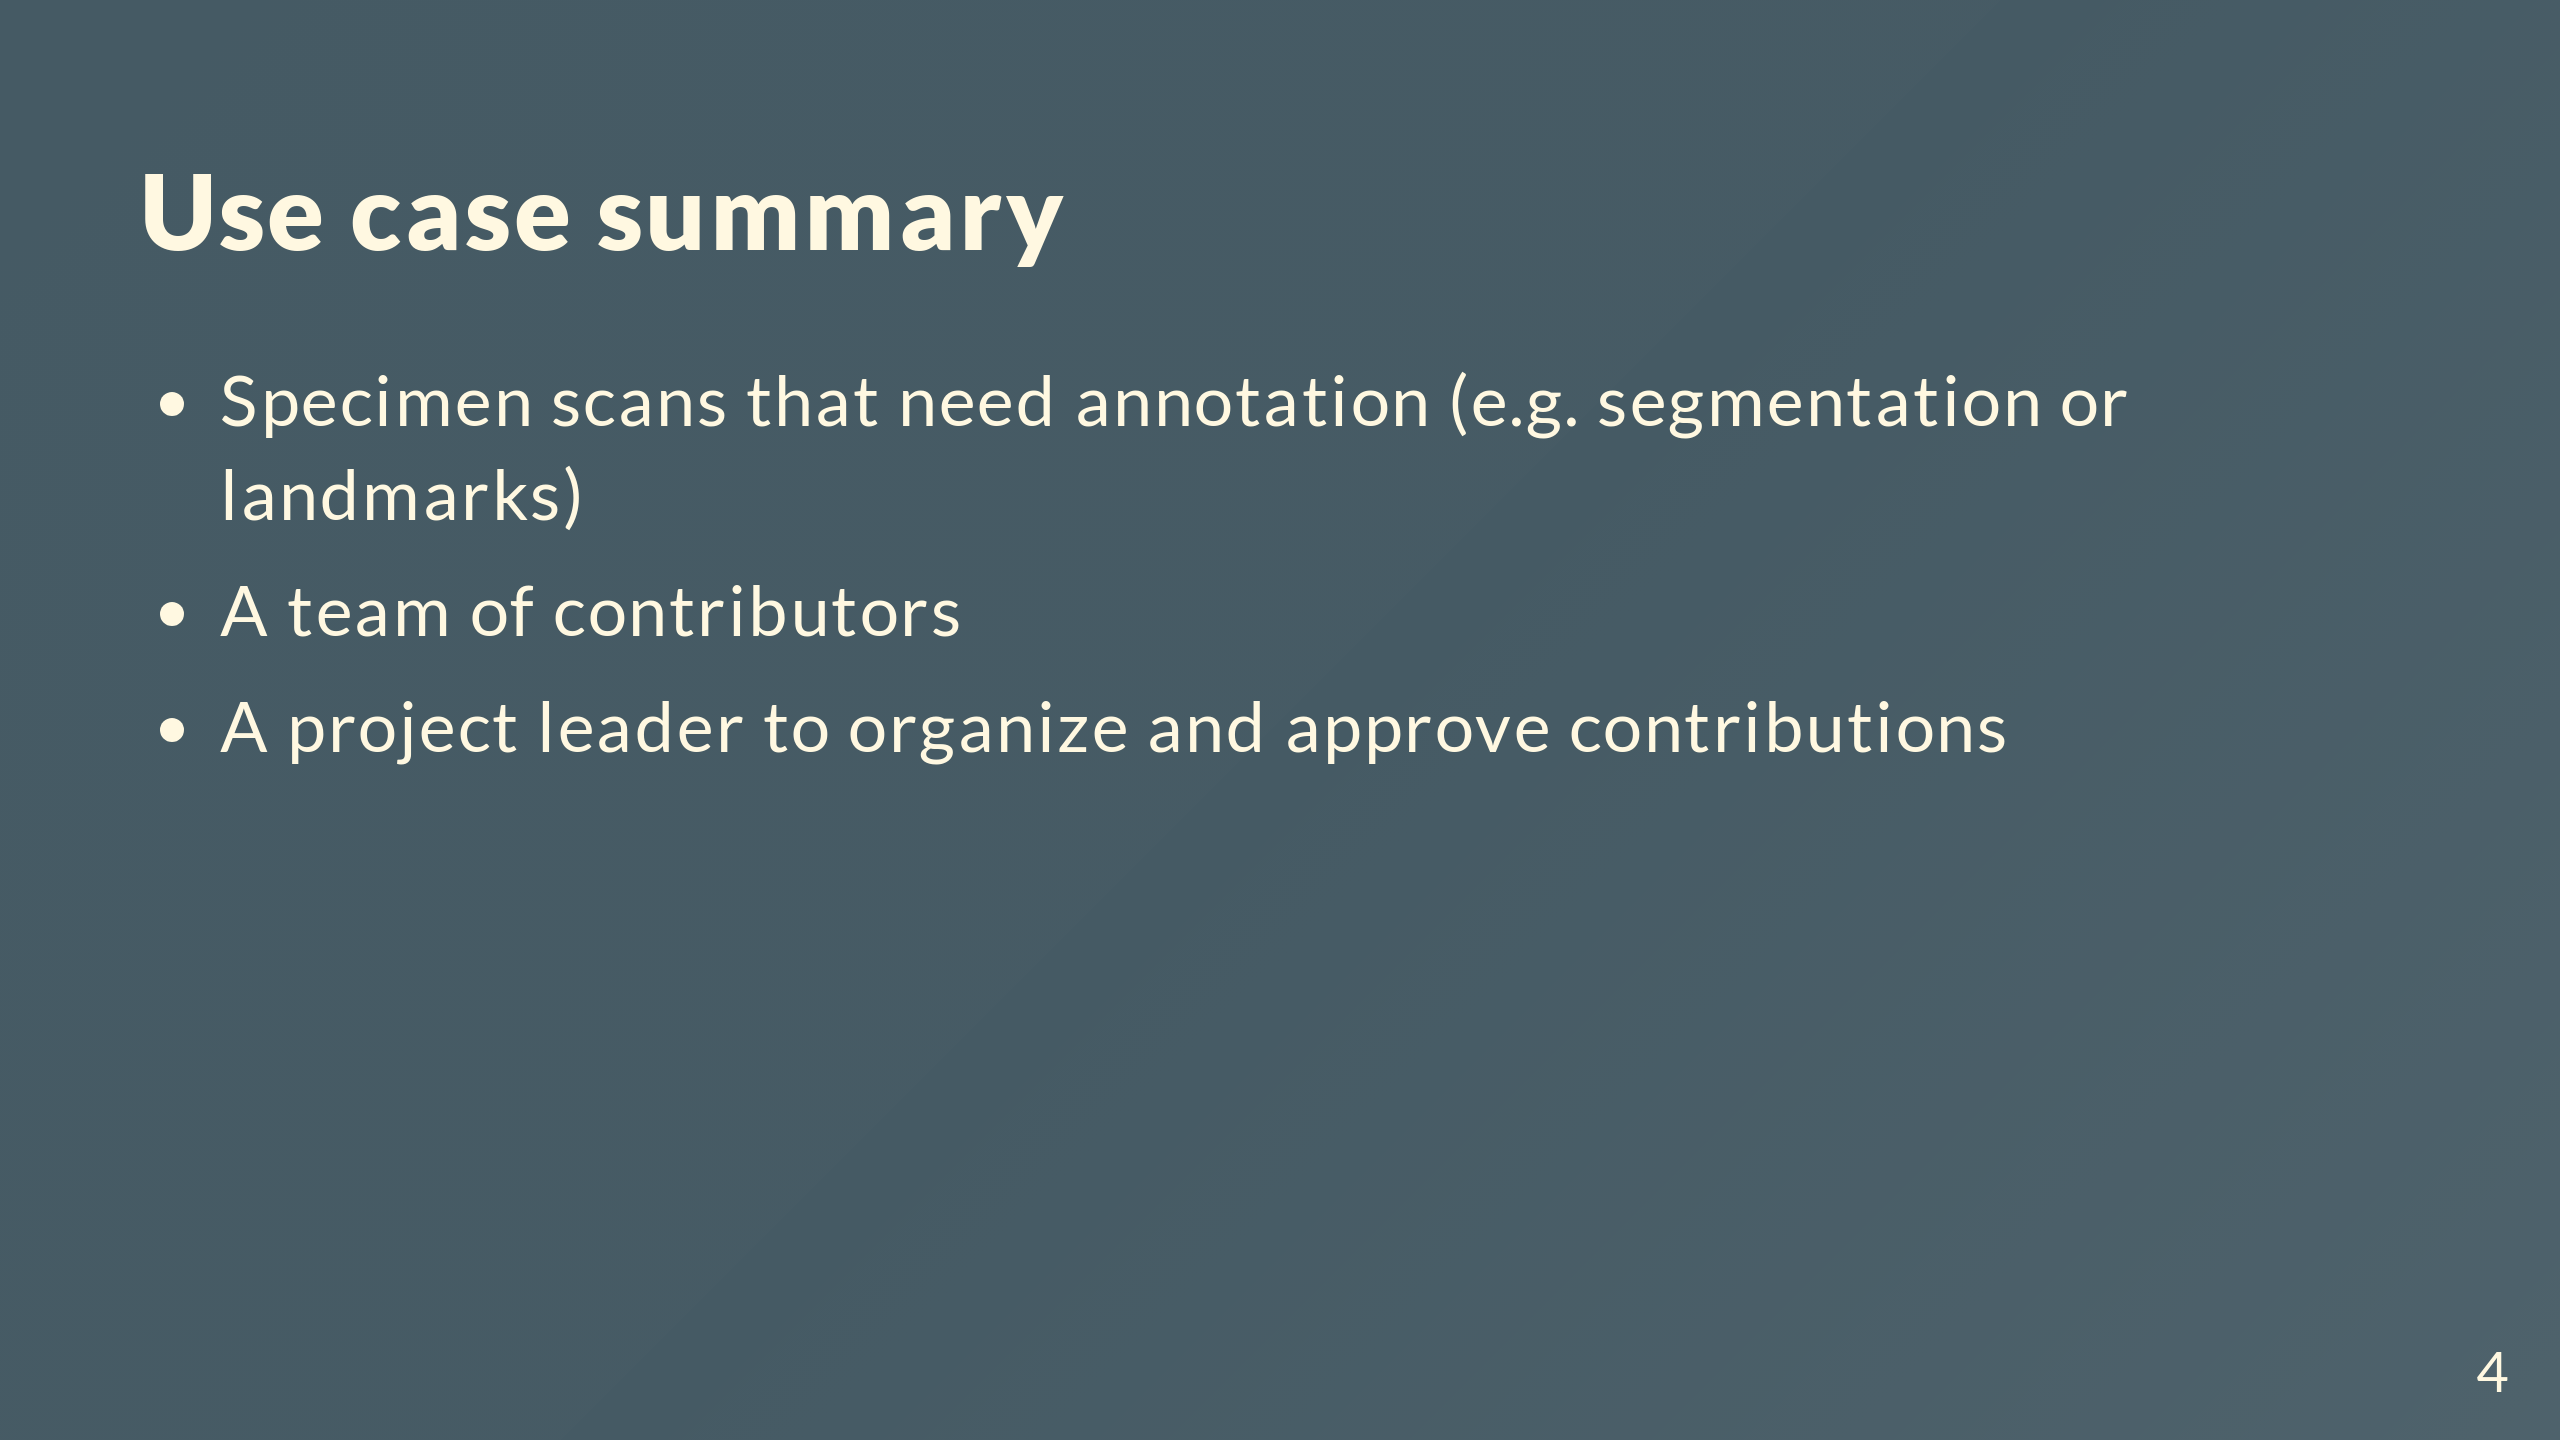 Use case summary
• Specimen scans that need annotation (e.g. segmentation or
landmarks)
• A team of contributors
• A project leader to organize and approve contributions
4